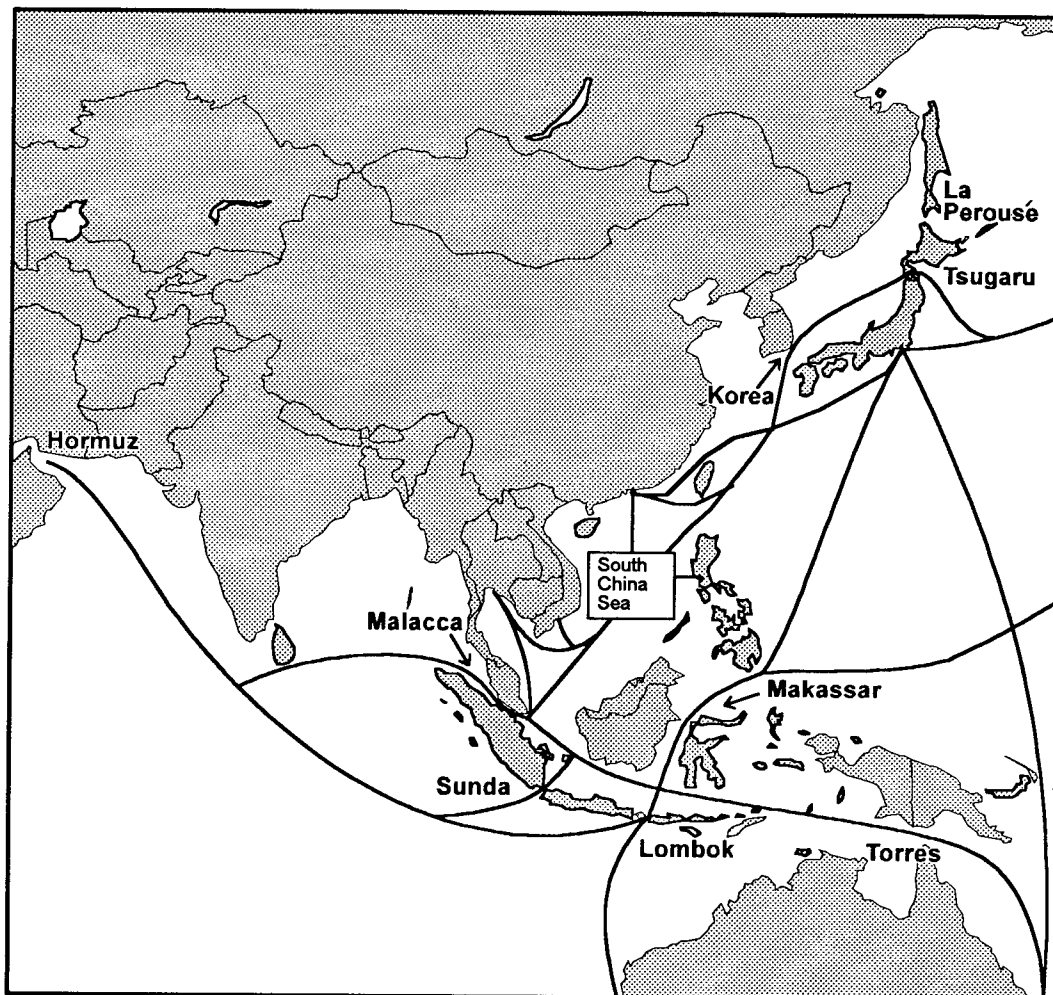 La
Perousé
Tsugaru
Korea
Hormuz
South
China
Sea
Malacca
Makassar
Sunda
Lombok
Torres